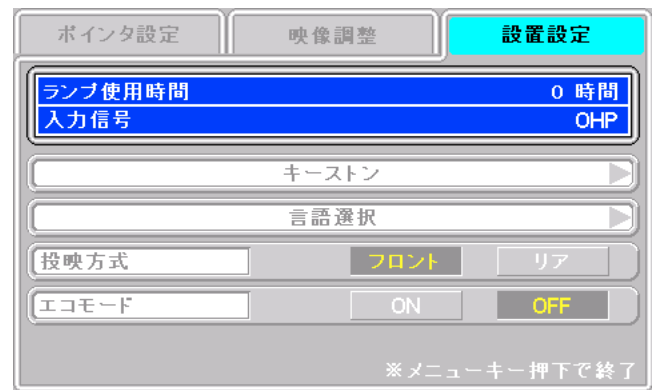 ポインタ設定 映像調整 設置設定
ランプ使用時間 0 時間
入力信号 OHP
キーストン
言語選択
投映方式 フロント リア
エコモード ON OFF
※メニューキー押下で終了